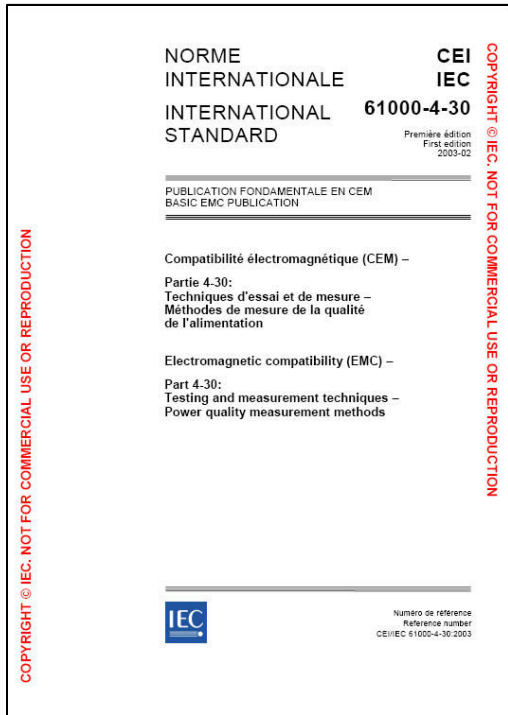 NORME
INTERNATIONALE
CEI
IEC
INTERNATIONAL
STANDARD
61000-4-30
Première édition
First edition
2003-02
PUBLICATION FONDAMENTALE EN CEM
BASIC EMC PUBLICATION
Compatibilité électromagnétique (CEM) –
Partie 4-30:
Techniques d'essai et de mesure –
Méthodes de mesure de la qualité
de l'alimentation
Electromagnetic compatibility (EMC) –
Part 4-30:
Testing and measurement techniques –
Power quality measurement methods
IEC
Numéro de référence
Reference number
CEI/IEC 61000-4-30:2003
COPYRIGHT © IEC. NOT FOR COMMERCIAL USE OR REPRODUCTION
COPYRIGHT © IEC. NOT FOR COMMERCIAL USE OR REPRODUCTION